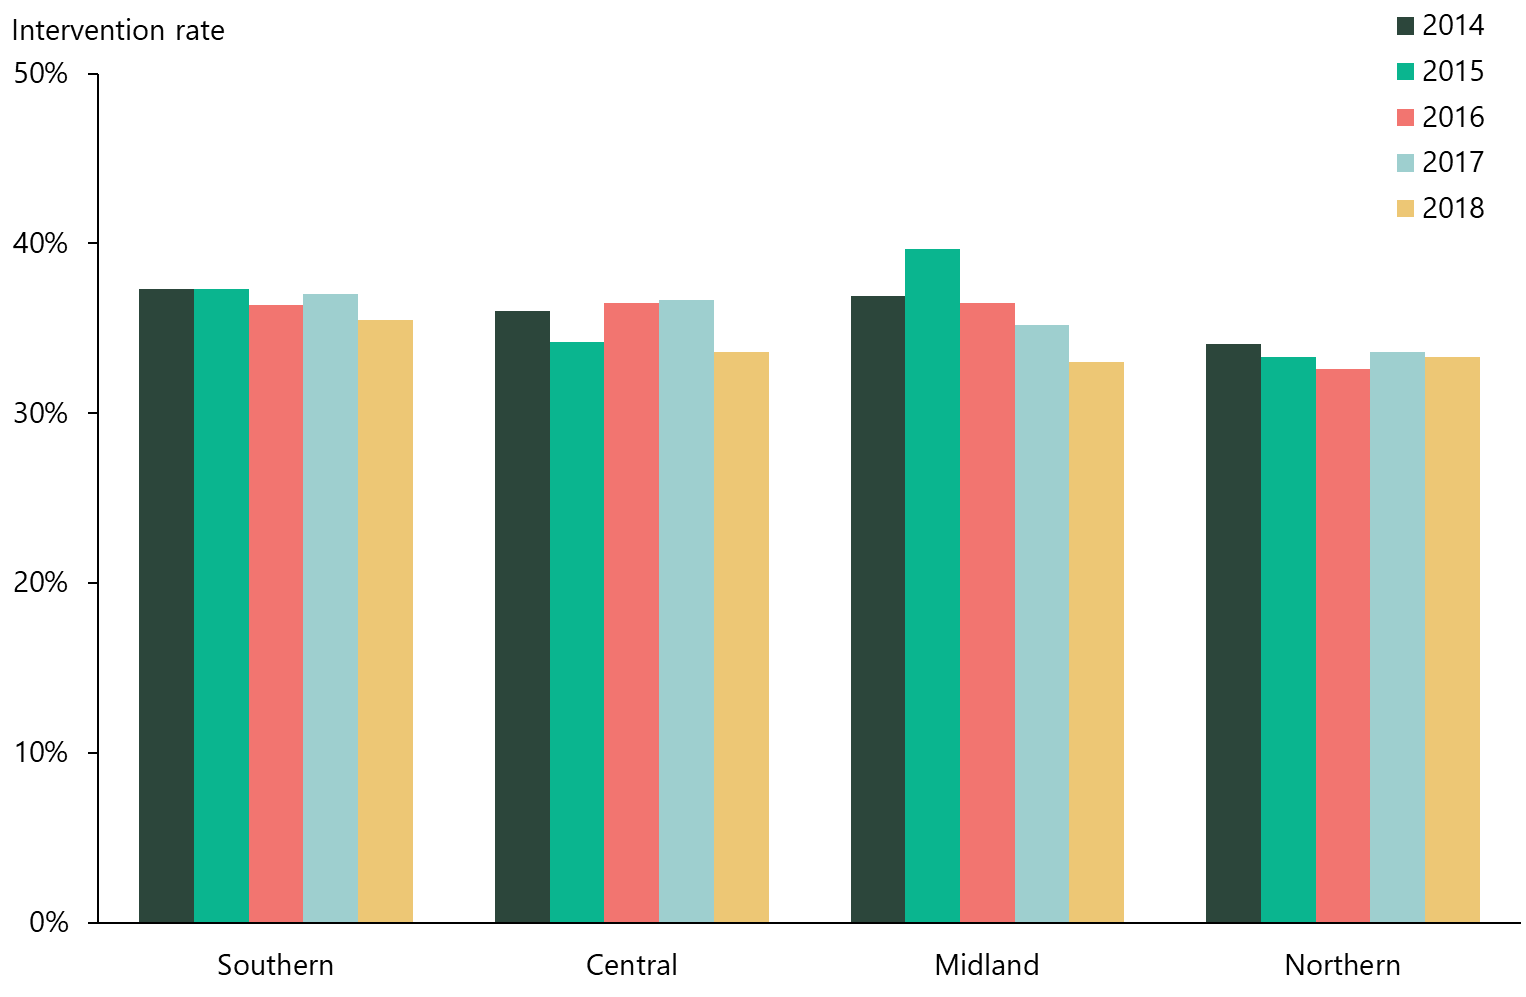 Intervention rate
2014
2015
2016
2017
2018
50%
40%
30%
20%
10%
0%
Southern
Central
Midland
Northern